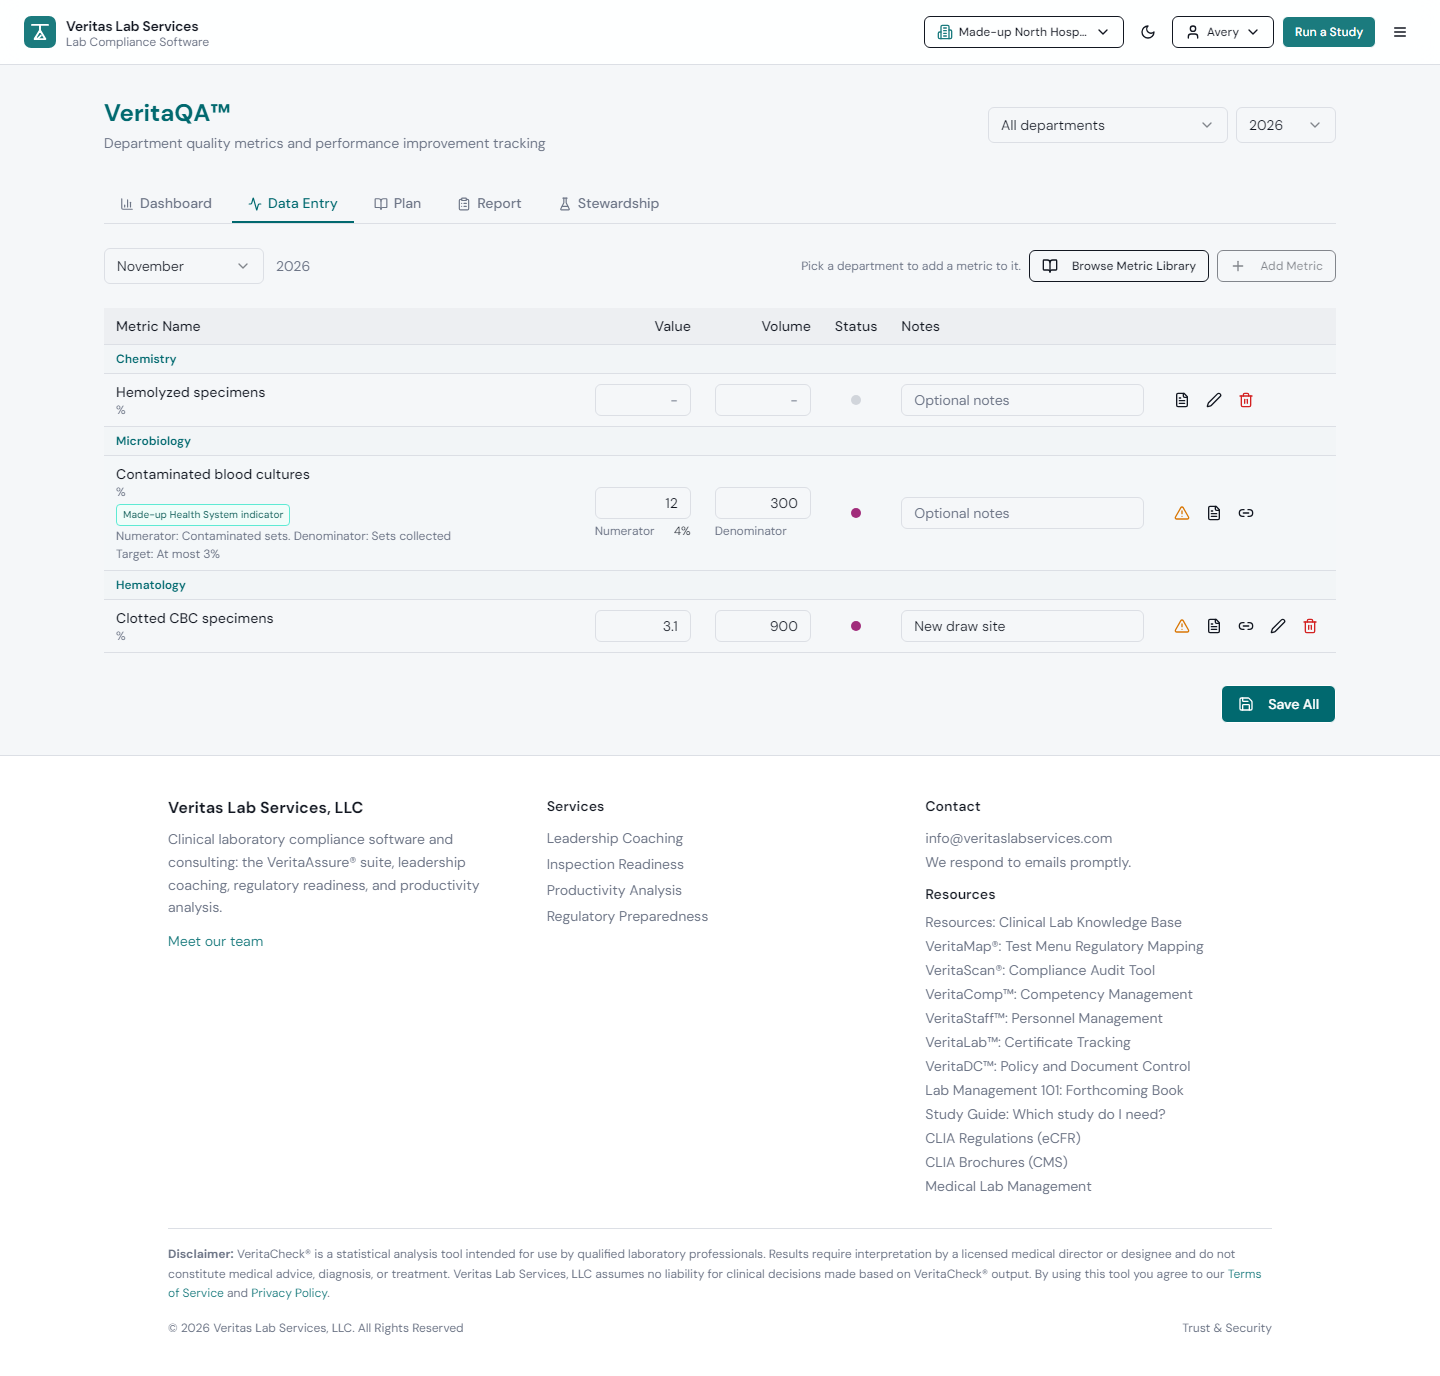 Veritas Lab Services
Lab Compliance Software
Made-up North Hosp...
Avery
Run a Study
VeritaQA™
Department quality metrics and performance improvement tracking
All departments
2026
Dashboard
Data Entry
Plan
Report
Stewardship
November
2026
Pick a department to add a metric to it.
Browse Metric Library
Add Metric
Metric Name
Value
Volume
Status
Notes
Chemistry
Hemolyzed specimens
%
-
-
Optional notes
Microbiology
Contaminated blood cultures
%
Made-up Health System indicator
Numerator: Contaminated sets. Denominator: Sets collected
Target: At most 3%
12
Numerator
4%
300
Denominator
Optional notes
Hematology
Clotted CBC specimens
%
3.1
900
New draw site
Save All
Veritas Lab Services, LLC
Clinical laboratory compliance software and
consulting: the VeritaAssure® suite, leadership
coaching, regulatory readiness, and productivity
analysis.
Meet our team
Services
Leadership Coaching
Inspection Readiness
Productivity Analysis
Regulatory Preparedness
Contact
info@veritaslabservices.com
We respond to emails promptly.
Resources
Resources: Clinical Lab Knowledge Base
VeritaMap®: Test Menu Regulatory Mapping
VeritaScan®: Compliance Audit Tool
VeritaComp™: Competency Management
VeritaStaff™: Personnel Management
VeritaLab™: Certificate Tracking
VeritaDC™: Policy and Document Control
Lab Management 101: Forthcoming Book
Study Guide: Which study do I need?
CLIA Regulations (eCFR)
CLIA Brochures (CMS)
Medical Lab Management
Disclaimer: VeritaCheck® is a statistical analysis tool intended for use by qualified laboratory professionals. Results require interpretation by a licensed medical director or designee and do not
constitute medical advice, diagnosis, or treatment. Veritas Lab Services, LLC assumes no liability for clinical decisions made based on VeritaCheck® output. By using this tool you agree to our Terms
of Service and Privacy Policy.
© 2026 Veritas Lab Services, LLC. All Rights Reserved
Trust & Security